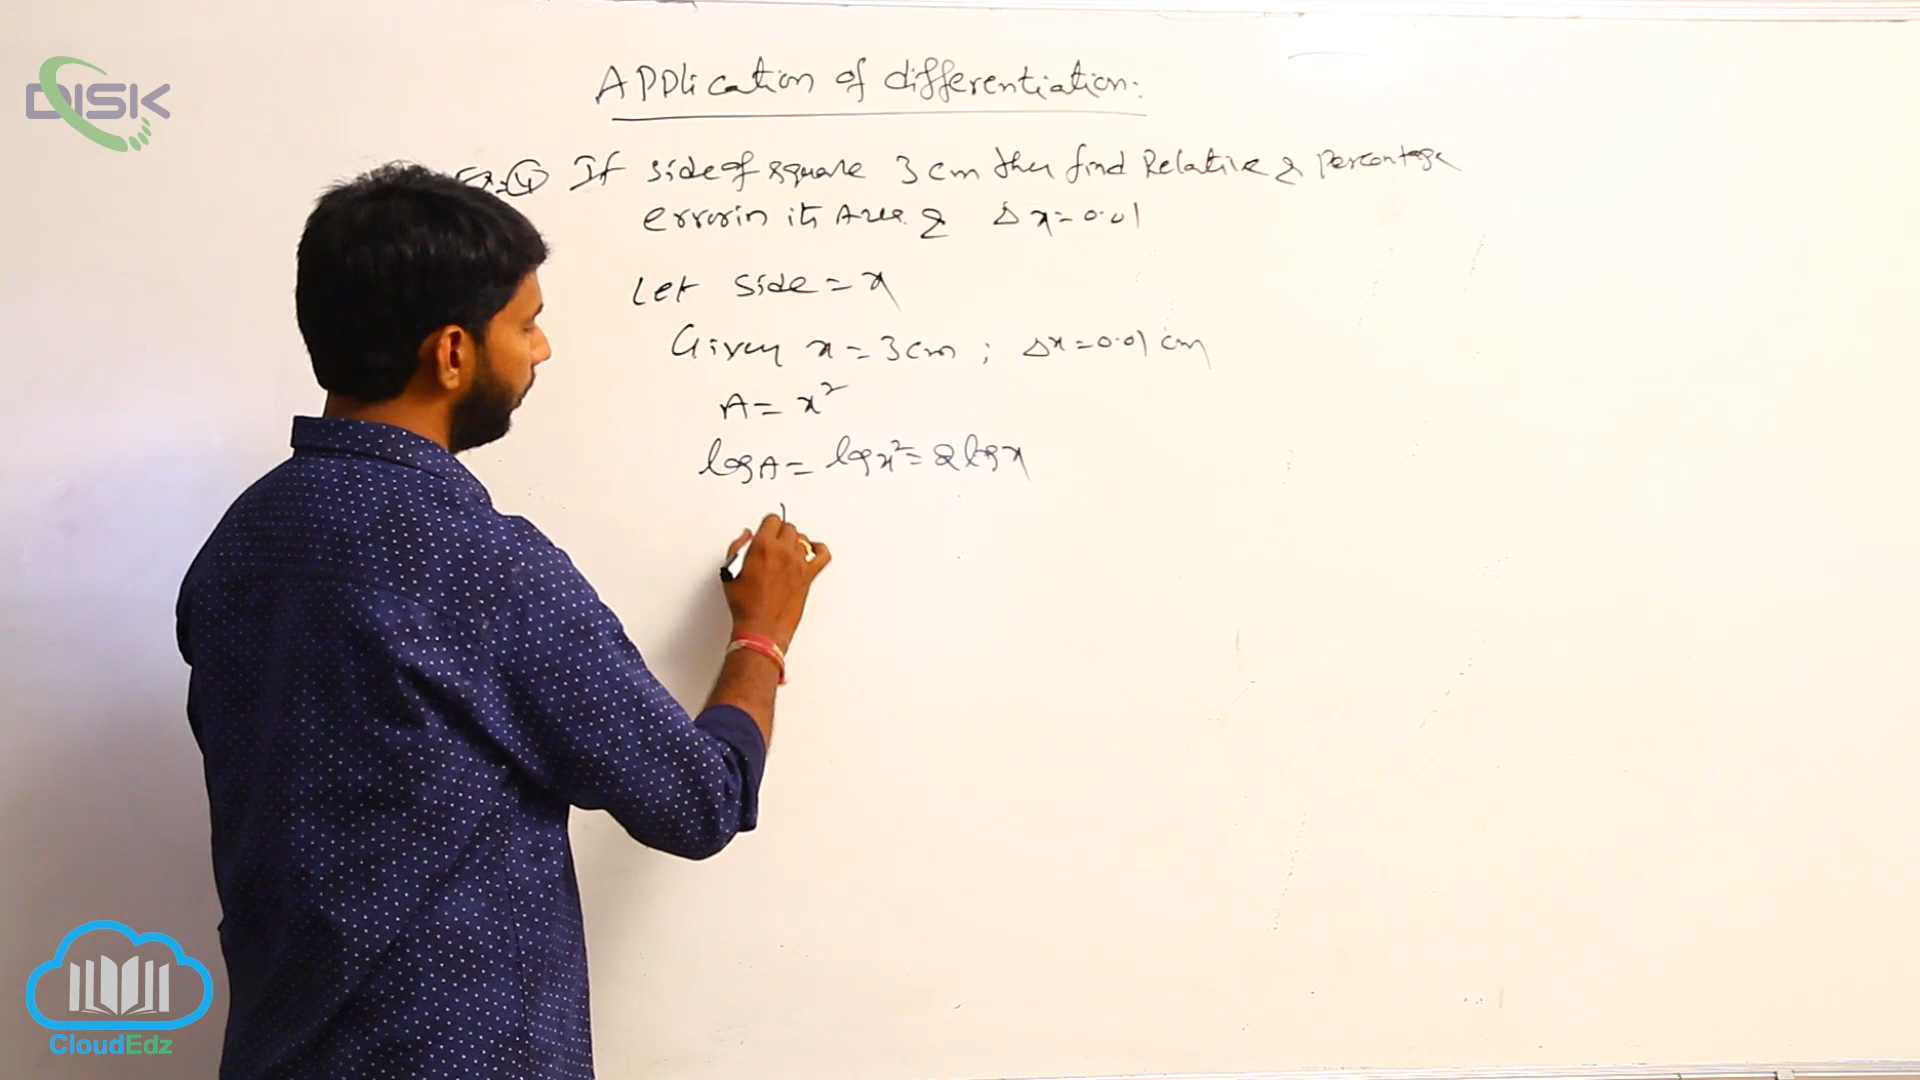 DISK
Application of differentiation:
Ex:④ If side of square 3 cm then find Relative & percentage
error in its Area & Δx=0.01
Let side = x
Given x = 3cm ; Δx=0.01 cm
A = x²
log A = log x² = 2 log x
CloudEdz